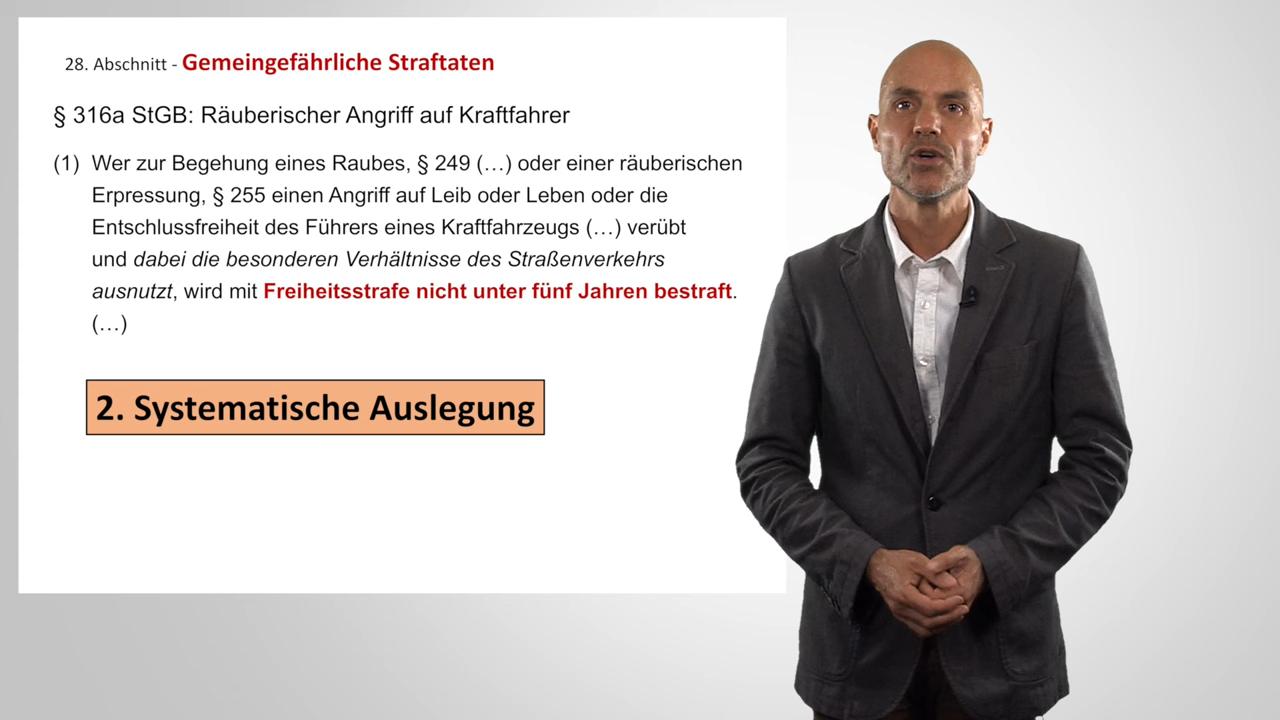 28. Abschnitt - Gemeingefährliche Straftaten
§ 316a StGB: Räuberischer Angriff auf Kraftfahrer
(1) Wer zur Begehung eines Raubes, § 249 (…) oder einer räuberischen
Erpressung, § 255 einen Angriff auf Leib oder Leben oder die
Entschlussfreiheit des Führers eines Kraftfahrzeugs (…) verübt
und dabei die besonderen Verhältnisse des Straßenverkehrs
ausnutzt, wird mit Freiheitsstrafe nicht unter fünf Jahren bestraft.
(…)
2. Systematische Auslegung